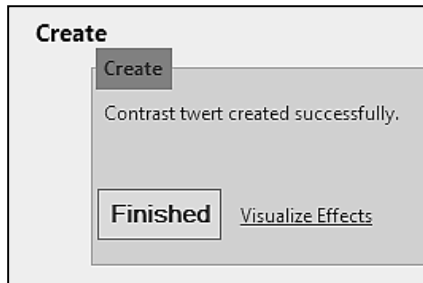 Create
Create
Contrast twert created successfully.
Finished Visualize Effects